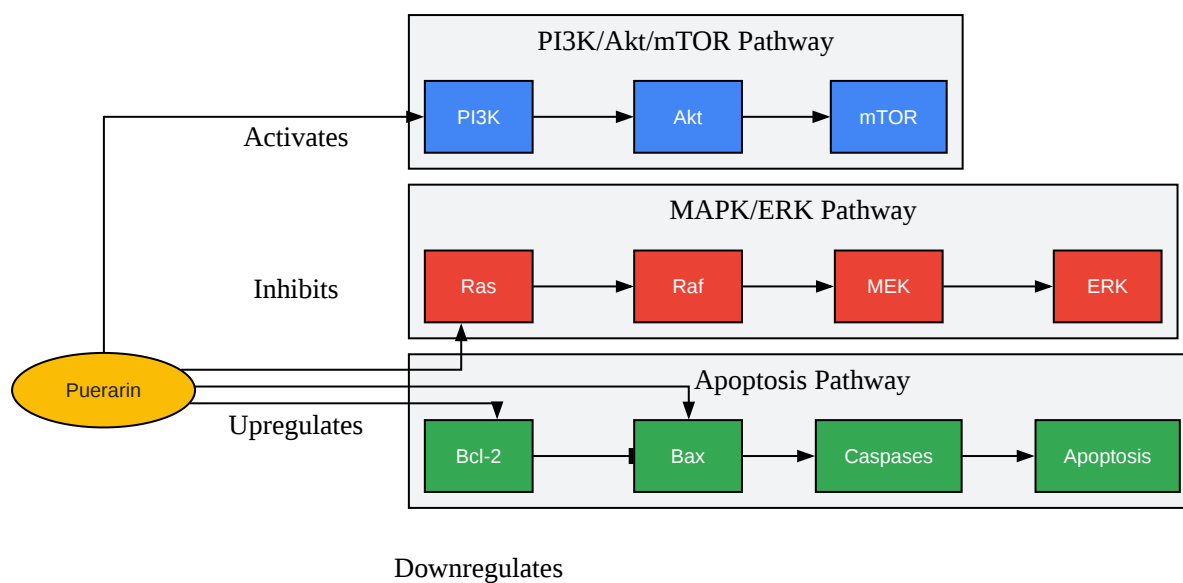 PI3K/Akt/mTOR Pathway
PI3K
Akt
mTOR
Activates
MAPK/ERK Pathway
Ras
Raf
MEK
ERK
Inhibits
Apoptosis Pathway
Puerarin
Upregulates
Bcl-2
Bax
Caspases
Apoptosis
Downregulates